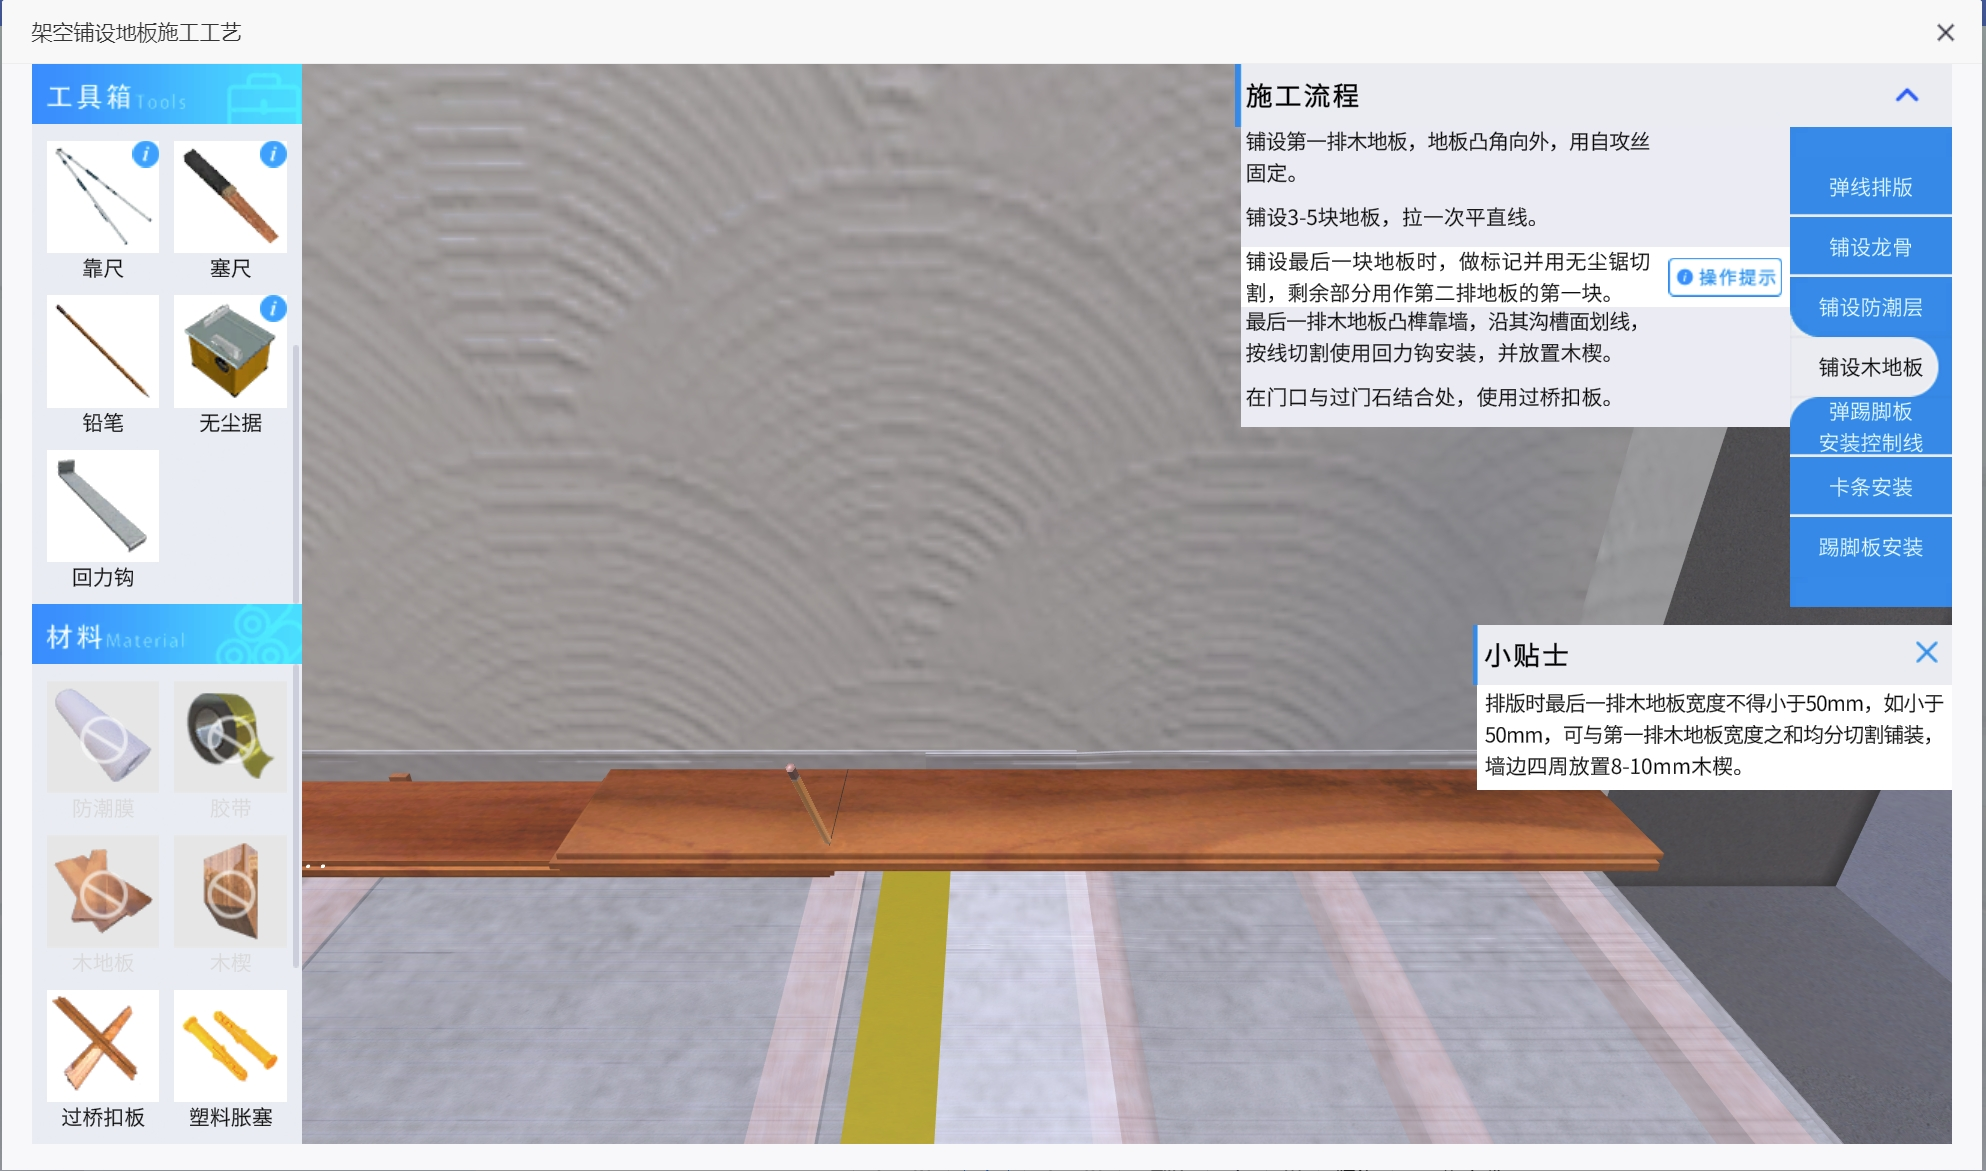 架空铺设地板施工工艺
工具箱 Tools
靠尺
塞尺
铅笔
无尘据
回力钩
材料 Material
防潮膜
胶带
木地板
木楔
过桥扣板
塑料胀塞
施工流程
铺设第一排木地板，地板凸角向外，用自攻丝
固定。
铺设3-5块地板，拉一次平直线。
铺设最后一块地板时，做标记并用无尘锯切
割，剩余部分用作第二排地板的第一块。
操作提示
最后一排木地板凸榫靠墙，沿其沟槽面划线，
按线切割使用回力钩安装，并放置木楔。
在门口与过门石结合处，使用过桥扣板。
弹线排版
铺设龙骨
铺设防潮层
铺设木地板
弹踢脚板
安装控制线
卡条安装
踢脚板安装
小贴士
排版时最后一排木地板宽度不得小于50mm，如小于
50mm，可与第一排木地板宽度之和均分切割铺装，
墙边四周放置8-10mm木楔。